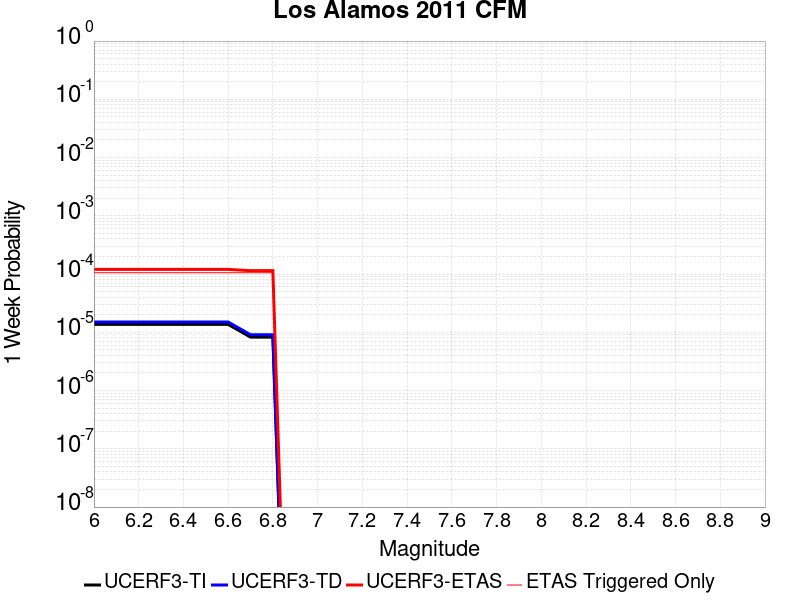 Los Alamos 2011 CFM
10^0
10^-1
10^-2
10^-3
10^-4
10^-5
10^-6
10^-7
10^-8
1 Week Probability
6 6.2 6.4 6.6 6.8 7 7.2 7.4 7.6 7.8 8 8.2 8.4 8.6 8.8 9
Magnitude
UCERF3-TI UCERF3-TD UCERF3-ETAS ETAS Triggered Only